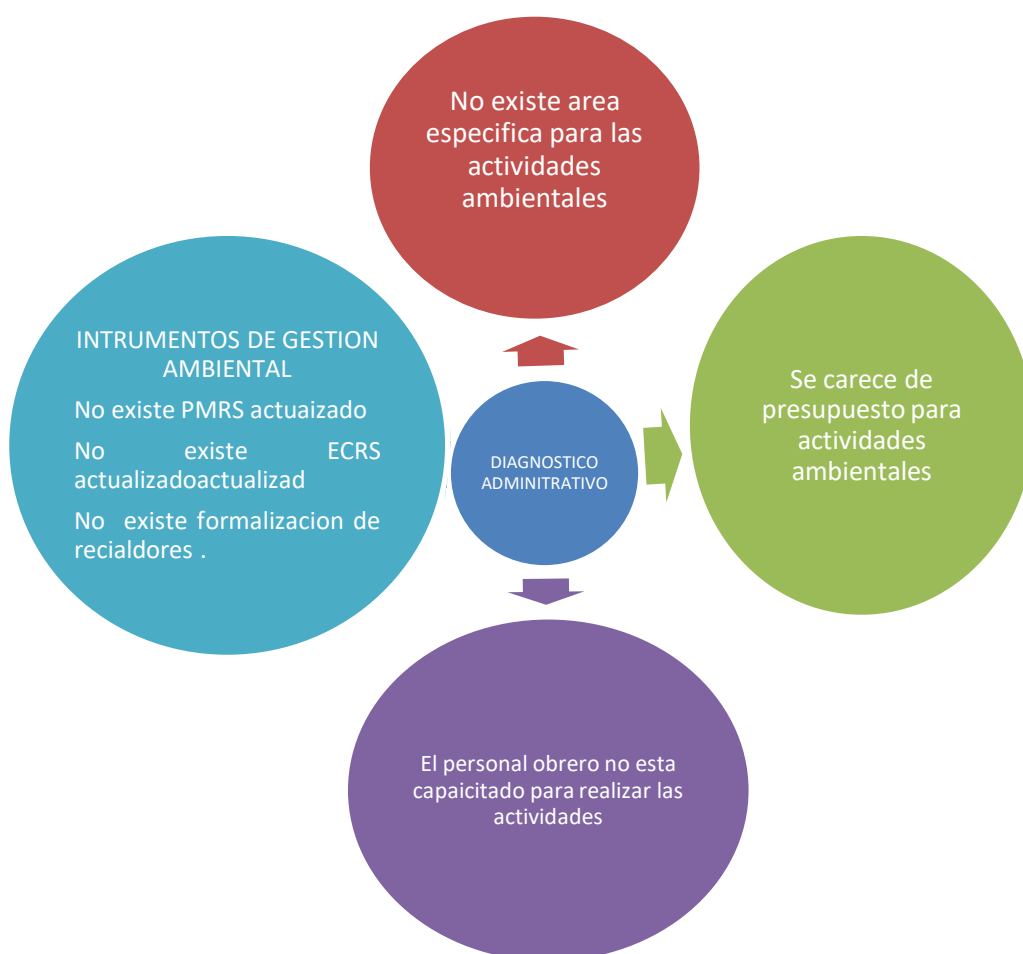 No existe area
especifica para las
actividades
ambientales
INTRUMENTOS DE GESTION
AMBIENTAL
No existe PMRS actuaizado
No existe ECRS
actualizadoactualizad
No existe formalizacion de
recialdores .
DIAGNOSTICO
ADMINITRATIVO
Se carece de
presupuesto para
actividades
ambientales
El personal obrero no esta
capaicitado para realizar las
actividades